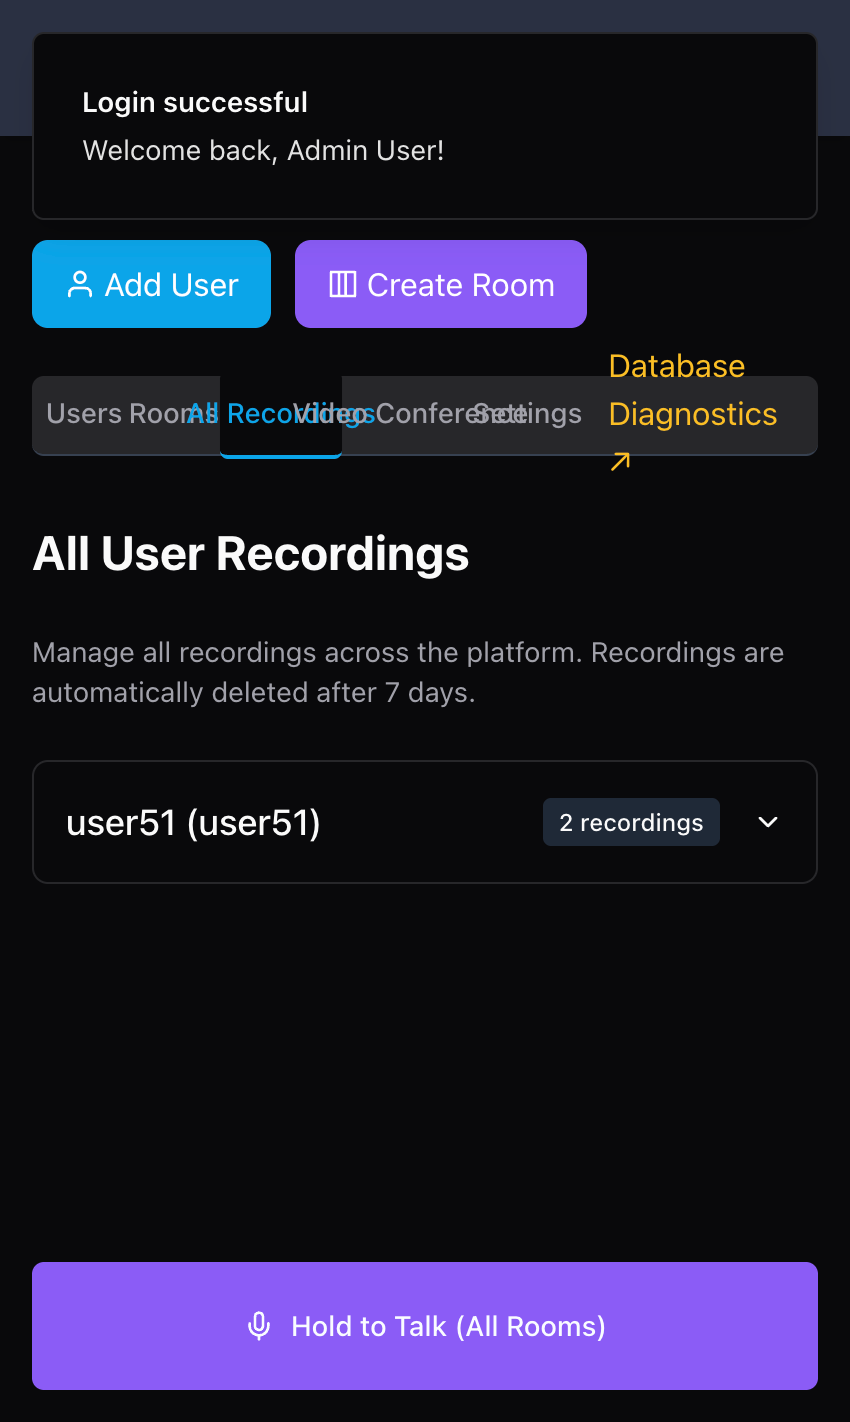 Login successful
Welcome back, Admin User!
Add User
Create Room
Users Rooms All Recordings Video Conference Settings
Database
Diagnostics
↗
All User Recordings
Manage all recordings across the platform. Recordings are
automatically deleted after 7 days.
user51 (user51)
2 recordings
Hold to Talk (All Rooms)